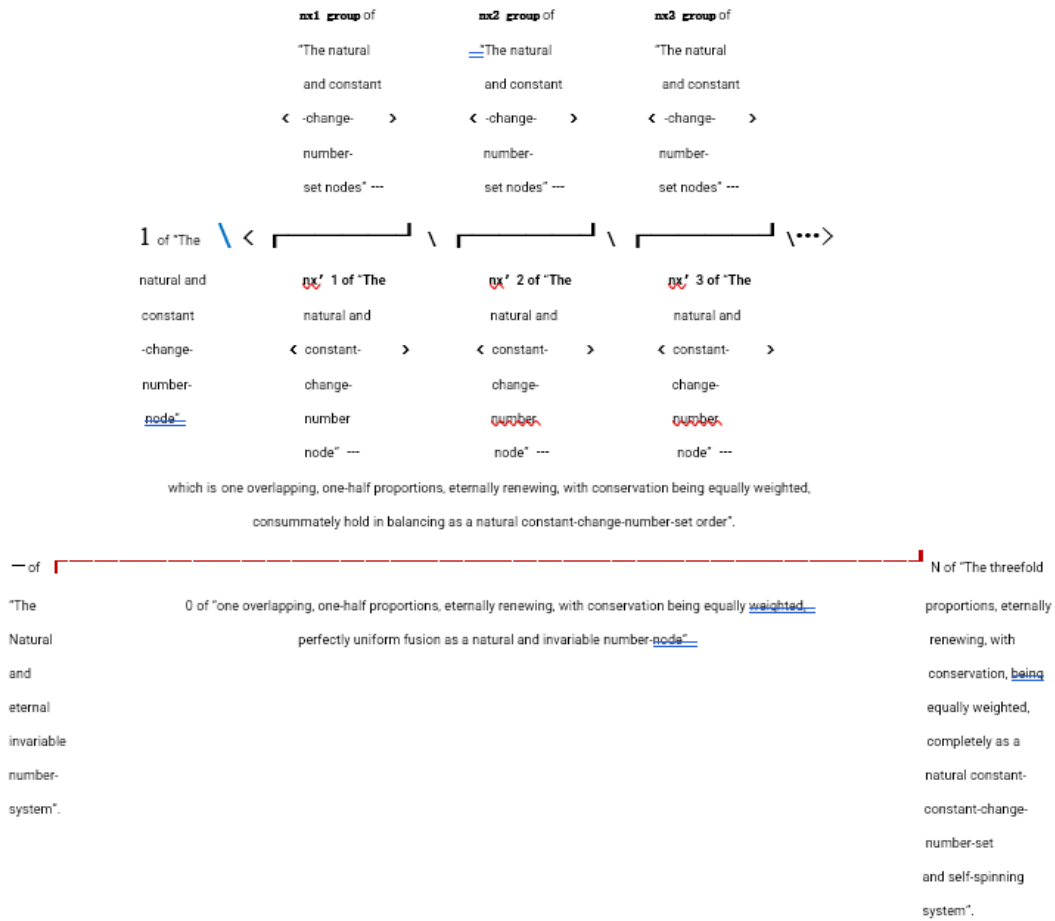 nx1 group of
"The natural
and constant
< -change- >
number-
set nodes" ---
nx2 group of
"The natural
and constant
< -change- >
number-
set nodes" ---
nx3 group of
"The natural
and constant
< -change- >
number-
set nodes" ---
1 of "The
natural and
constant
-change-
number-
node"
\ <
\
\
\•••>
nx′ 1 of "The
natural and
< constant- >
change-
number
node" ---
nx′ 2 of "The
natural and
< constant- >
change-
number
node" ---
nx′ 3 of "The
natural and
< constant- >
change-
number
node" ---
which is one overlapping, one-half proportions, eternally renewing, with conservation being equally weighted,
consummately hold in balancing as a natural constant-change-number-set order".
— of
"The
Natural
and
eternal
invariable
number-
system".
0 of "one overlapping, one-half proportions, eternally renewing, with conservation being equally weighted,
perfectly uniform fusion as a natural and invariable number-node"
N of "The threefold
proportions, eternally
renewing, with
conservation, being
equally weighted,
completely as a
natural constant-
constant-change-
number-set
and self-spinning
system".